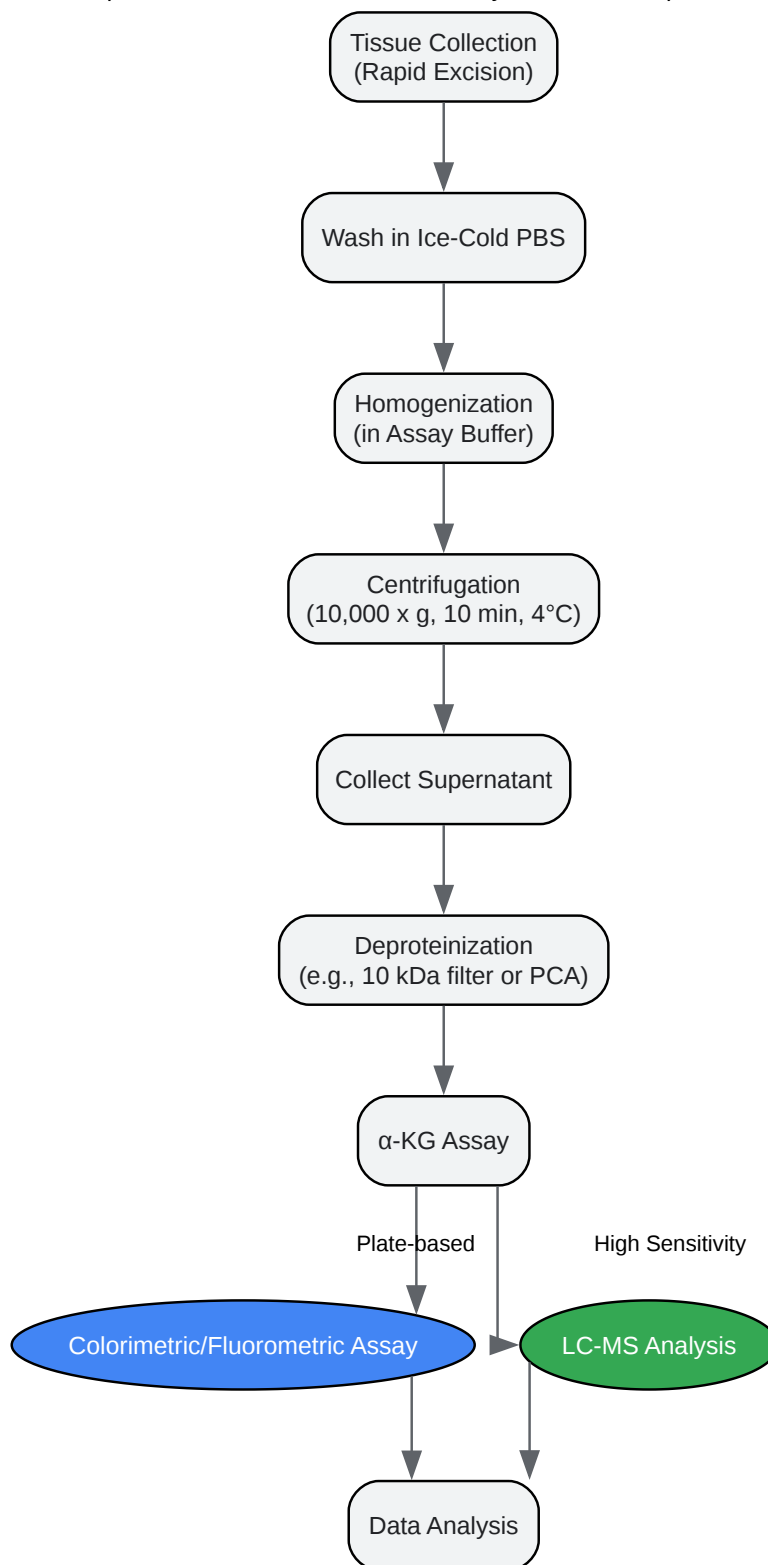 Tissue Collection
(Rapid Excision)
Wash in Ice-Cold PBS
Homogenization
(in Assay Buffer)
Centrifugation
(10,000 x g, 10 min, 4°C)
Collect Supernatant
Deproteinization
(e.g., 10 kDa filter or PCA)
α-KG Assay
Plate-based
High Sensitivity
Colorimetric/Fluorometric Assay
LC-MS Analysis
Data Analysis